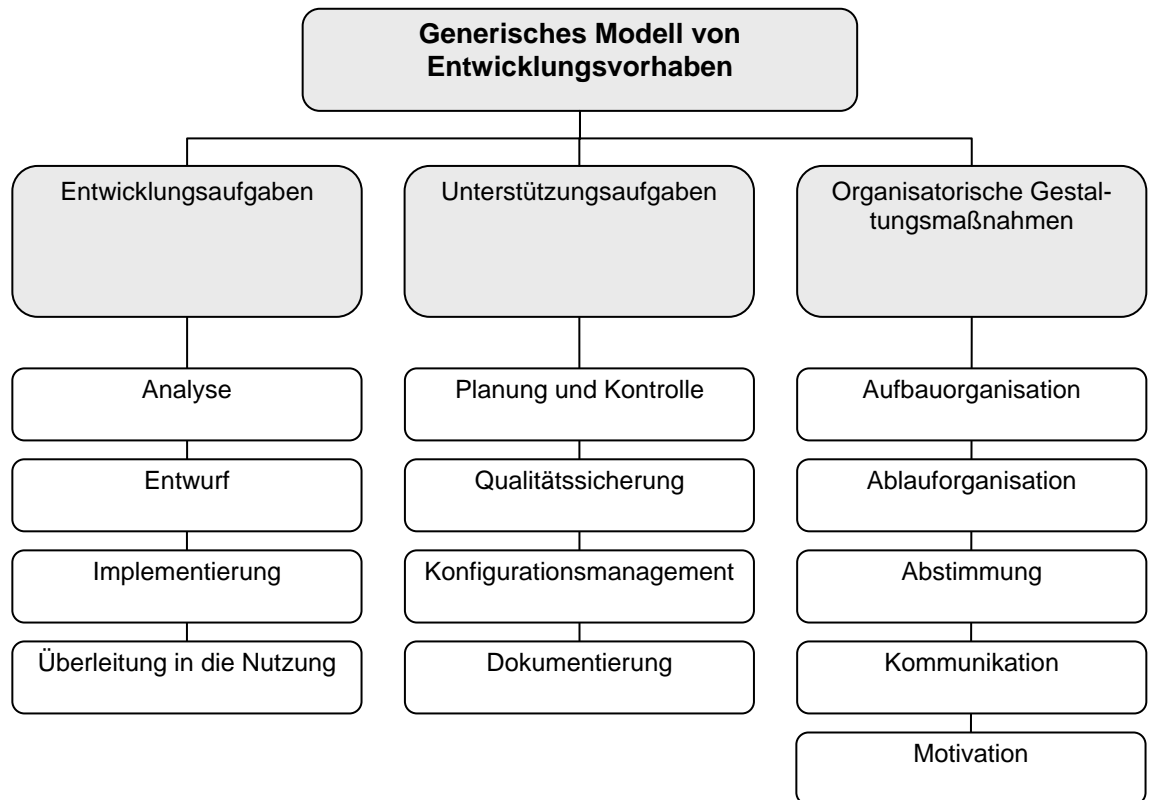 Generisches Modell von
Entwicklungsvorhaben
Entwicklungsaufgaben
Unterstützungsaufgaben
Organisatorische Gestal-
tungsmaßnahmen
Analyse
Planung und Kontrolle
Aufbauorganisation
Entwurf
Qualitätssicherung
Ablauforganisation
Implementierung
Konfigurationsmanagement
Abstimmung
Überleitung in die Nutzung
Dokumentierung
Kommunikation
Motivation